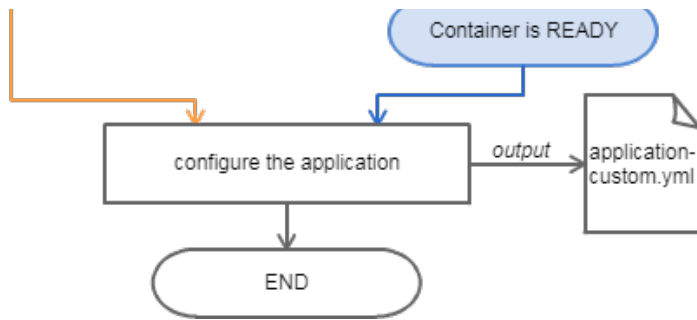 Container is READY
configure the application
output
application-
custom.yml
END